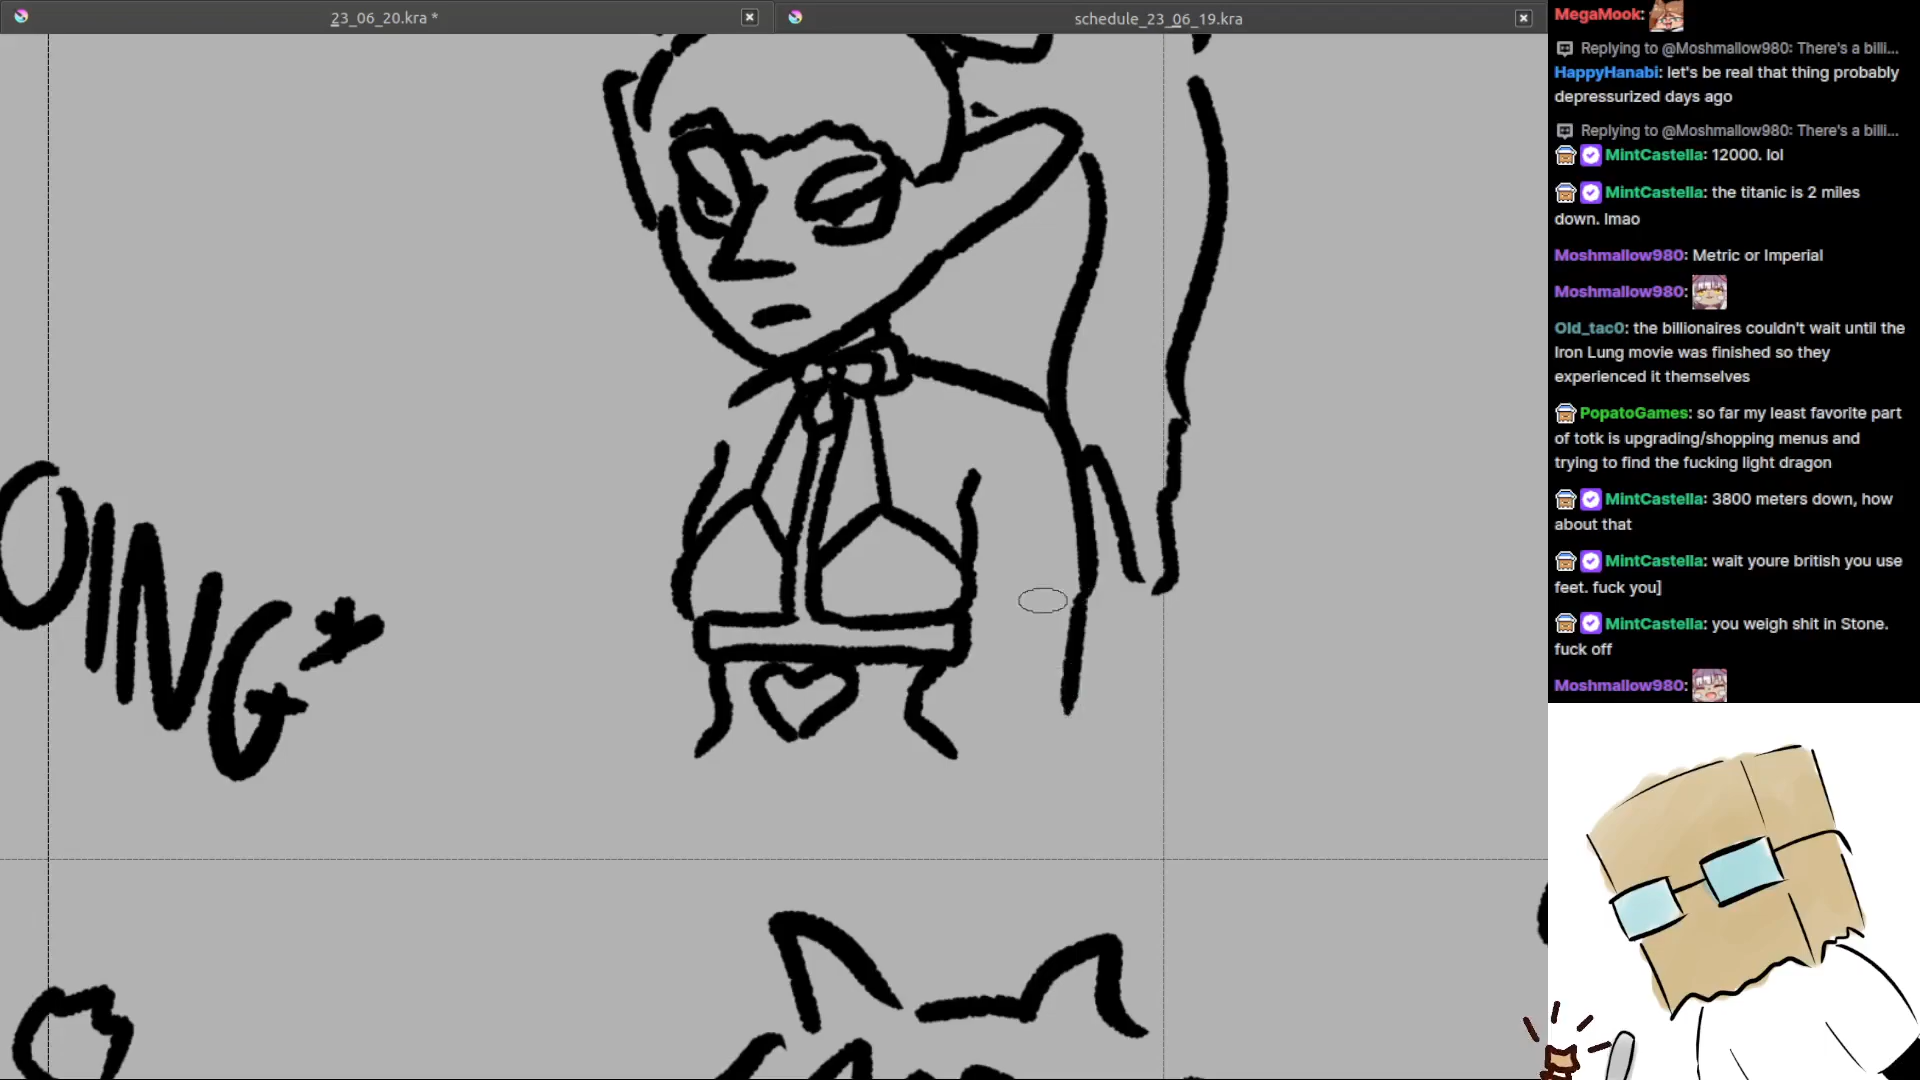 23_06_20.kra *
schedule_23_06_19.kra
MegaMook:
Replying to @Moshmallow980: There's a billi...
HappyHanabi: let's be real that thing probably
depressurized days ago
Replying to @Moshmallow980: There's a billi...
MintCastella: 12000. lol
MintCastella: the titanic is 2 miles
down. lmao
Moshmallow980: Metric or Imperial
Moshmallow980:
Old_tac0: the billionaires couldn't wait until the
Iron Lung movie was finished so they
experienced it themselves
PopatoGames: so far my least favorite part
of totk is upgrading/shopping menus and
trying to find the fucking light dragon
MintCastella: 3800 meters down, how
about that
MintCastella: wait youre british you use
feet. fuck you]
MintCastella: you weigh shit in Stone.
fuck off
Moshmallow980:
OING*